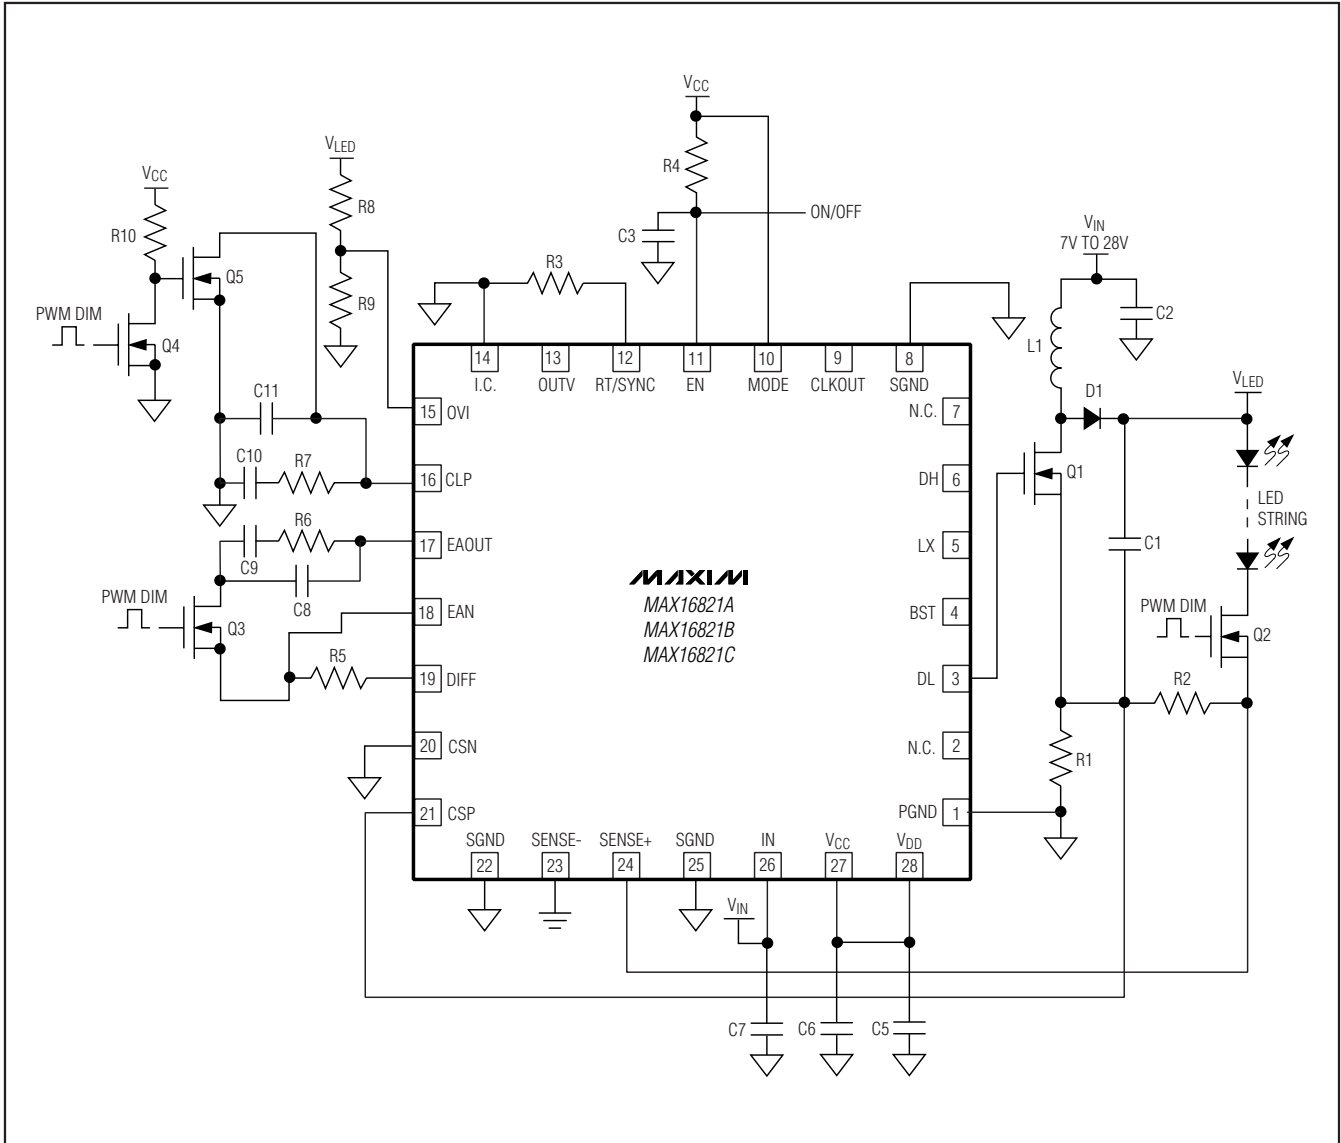 VCC
R4
C3
ON/OFF
VLED
R8
R9
VCC
R10
Q5
PWM DIM
Q4
R3
VIN
7V TO 28V
C2
L1
14
13
12
11
10
9
8
I.C.
OUTV
RT/SYNC
EN
MODE
CLKOUT
SGND
C11
C10
R7
R6
C9
C8
PWM DIM
Q3
R5
15
OVI
16
CLP
17
EAOUT
18
EAN
19
DIFF
20
CSN
21
CSP
MAXIM
MAX16821A
MAX16821B
MAX16821C
N.C.
7
DH
6
LX
5
BST
4
DL
3
N.C.
2
PGND
1
D1
VLED
Q1
LED
STRING
C1
PWM DIM
Q2
R2
R1
SGND
SENSE-
SENSE+
SGND
IN
VCC
VDD
22
23
24
25
26
27
28
VIN
C7
C6
C5